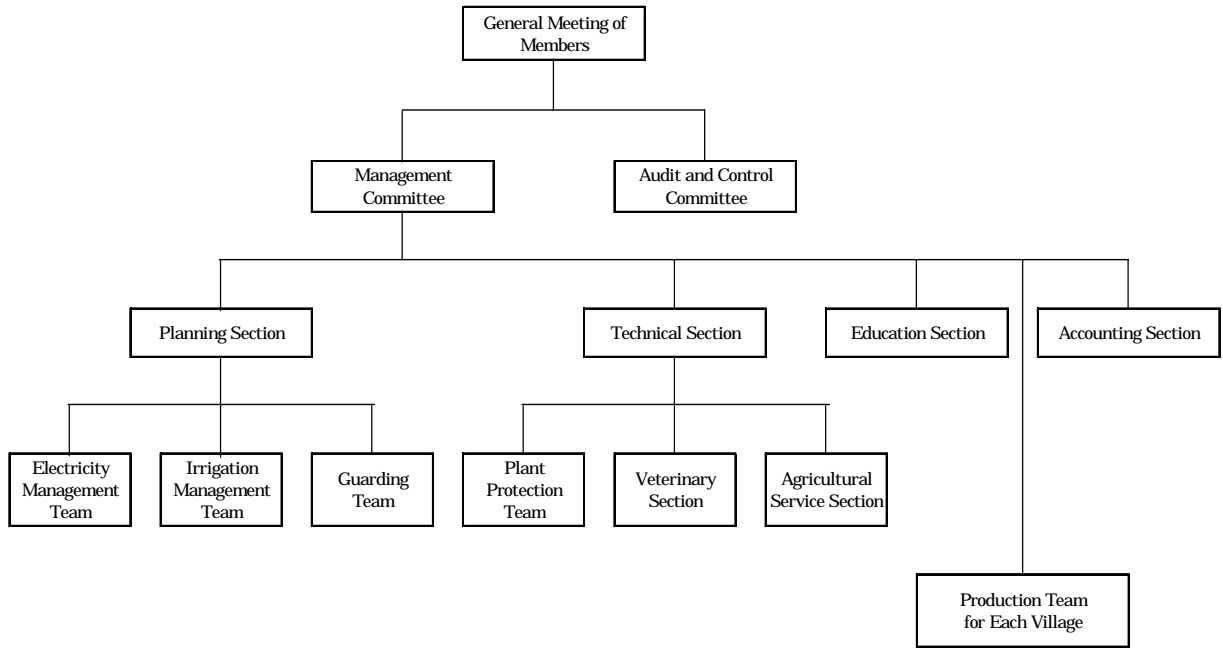 General Meeting of
Members
Management
Committee
Audit and Control
Committee
Planning Section
Technical Section
Education Section
Accounting Section
Electricity
Management
Team
Irrigation
Management
Team
Guarding
Team
Plant
Protection
Team
Veterinary
Section
Agricultural
Service Section
Production Team
for Each Village